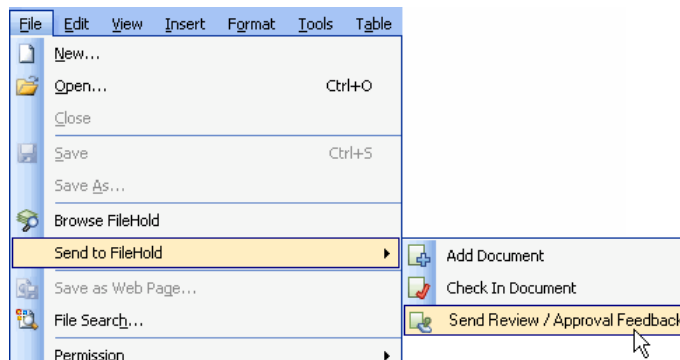 File Edit View Insert Format Tools Table
New...
Open... Ctrl+O
Close
Save Ctrl+S
Save As...
Browse FileHold
Send to FileHold
Add Document
Save as Web Page...
Check In Document
File Search...
Send Review / Approval Feedback
Permission